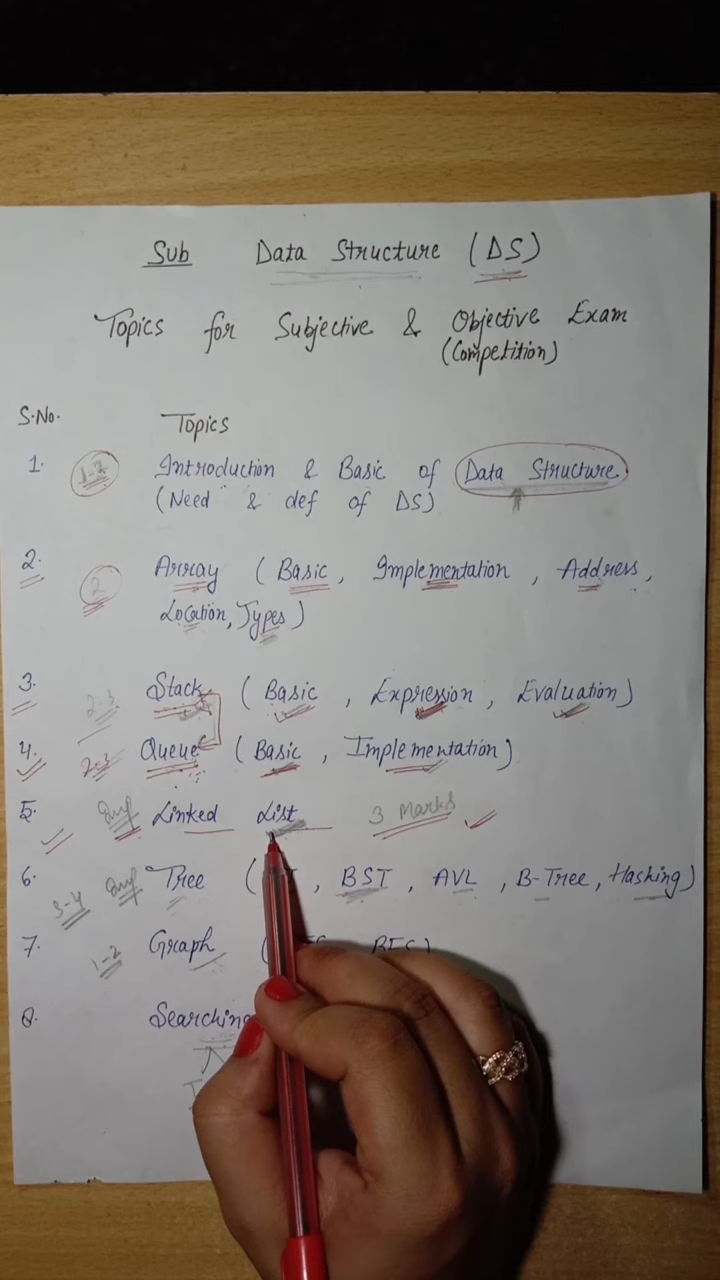 Sub Data Structure (DS)
Topics for Subjective & Objective Exam
(Competition)
S.No. Topics
1. 1-2 Introduction & Basic of Data Structure
(Need & def of DS)
2. 2 Array ( Basic , Implementation , Address,
Location, Types )
3. 2-3 Stack ( Basic , Expression , Evaluation )
4. 2-3 Queue ( Basic , Implementation )
5. Imp Linked List 3 Marks
6. 3-4 Imp Tree ( , BST , AVL , B-Tree , Hashing )
7. 1-2 Graph ( BFS)
8. Searching